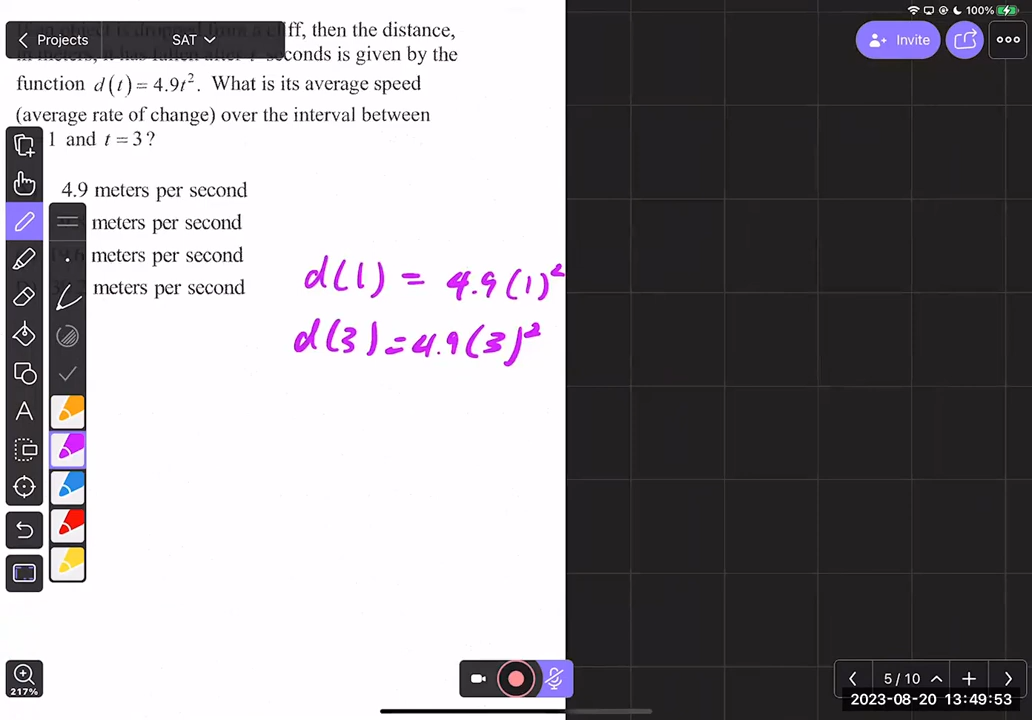 100%
Projects
SAT
Invite
ff, then the distance,
seconds is given by the
function d(t) = 4.9t². What is its average speed
(average rate of change) over the interval between
1 and t = 3 ?
4.9 meters per second
meters per second
meters per second
meters per second
d(1) = 4.9(1)²
d(3)=4.9(3)²
A
217%
5 / 10
2023-08-20 13:49:53